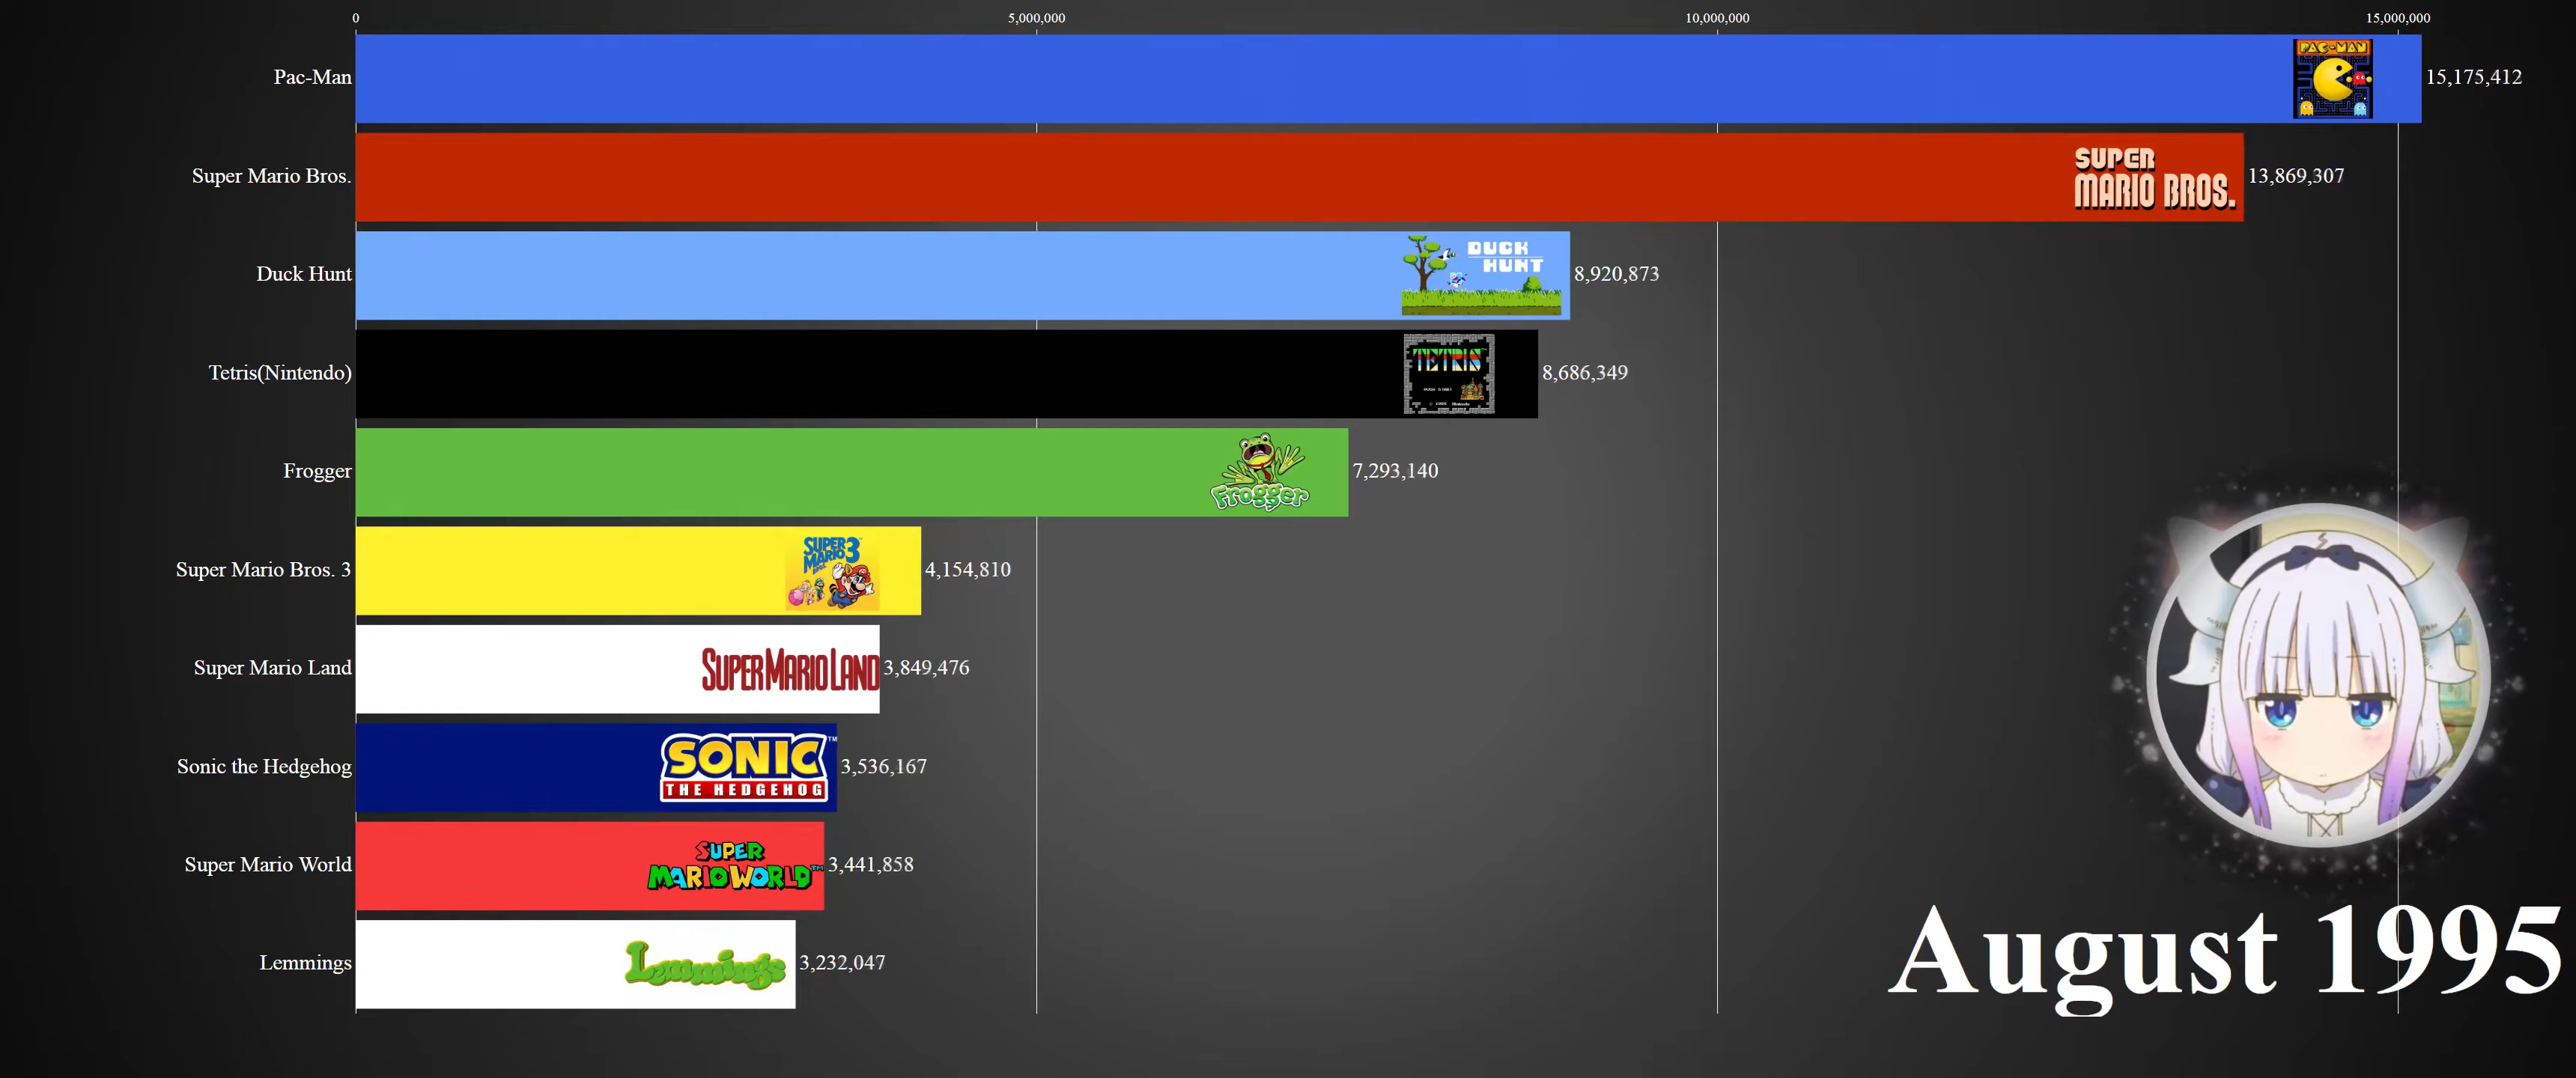 0 5,000,000 10,000,000 15,000,000
Pac-Man PAC-MAN 15,175,412
Super Mario Bros. SUPER MARIO BROS. 13,869,307
Duck Hunt DUCK HUNT 8,920,873
Tetris(Nintendo) TETRIS 8,686,349
Frogger Frogger 7,293,140
Super Mario Bros. 3 SUPER MARIO 3 4,154,810
Super Mario Land SUPER MARIO LAND 3,849,476
Sonic the Hedgehog SONIC THE HEDGEHOG TM 3,536,167
Super Mario World SUPER MARIO WORLD TM 3,441,858
Lemmings Lemmings 3,232,047
August 1995